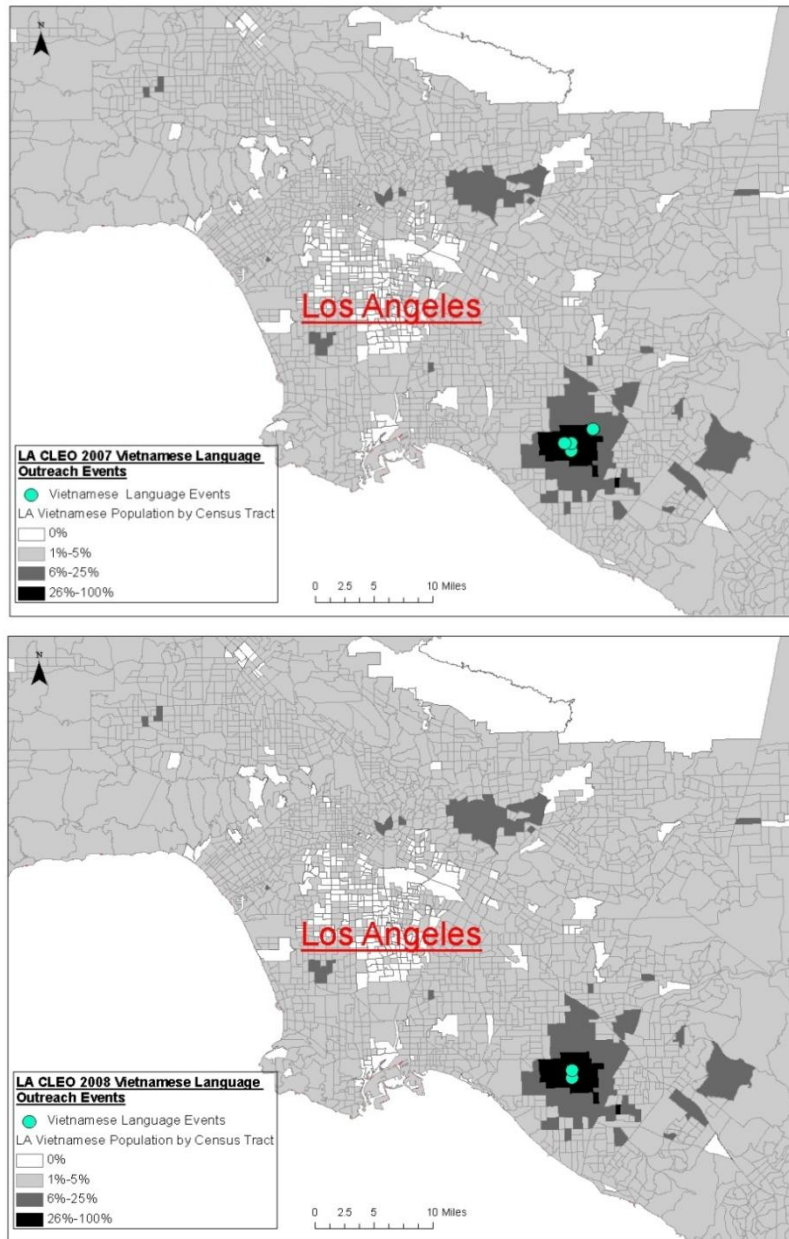 N
Los Angeles
LA CLEO 2007 Vietnamese Language
Outreach Events
Vietnamese Language Events
LA Vietnamese Population by Census Tract
0%
1%-5%
6%-25%
26%-100%
0 2.5 5 10 Miles
N
Los Angeles
LA CLEO 2008 Vietnamese Language
Outreach Events
Vietnamese Language Events
LA Vietnamese Population by Census Tract
0%
1%-5%
6%-25%
26%-100%
0 2.5 5 10 Miles